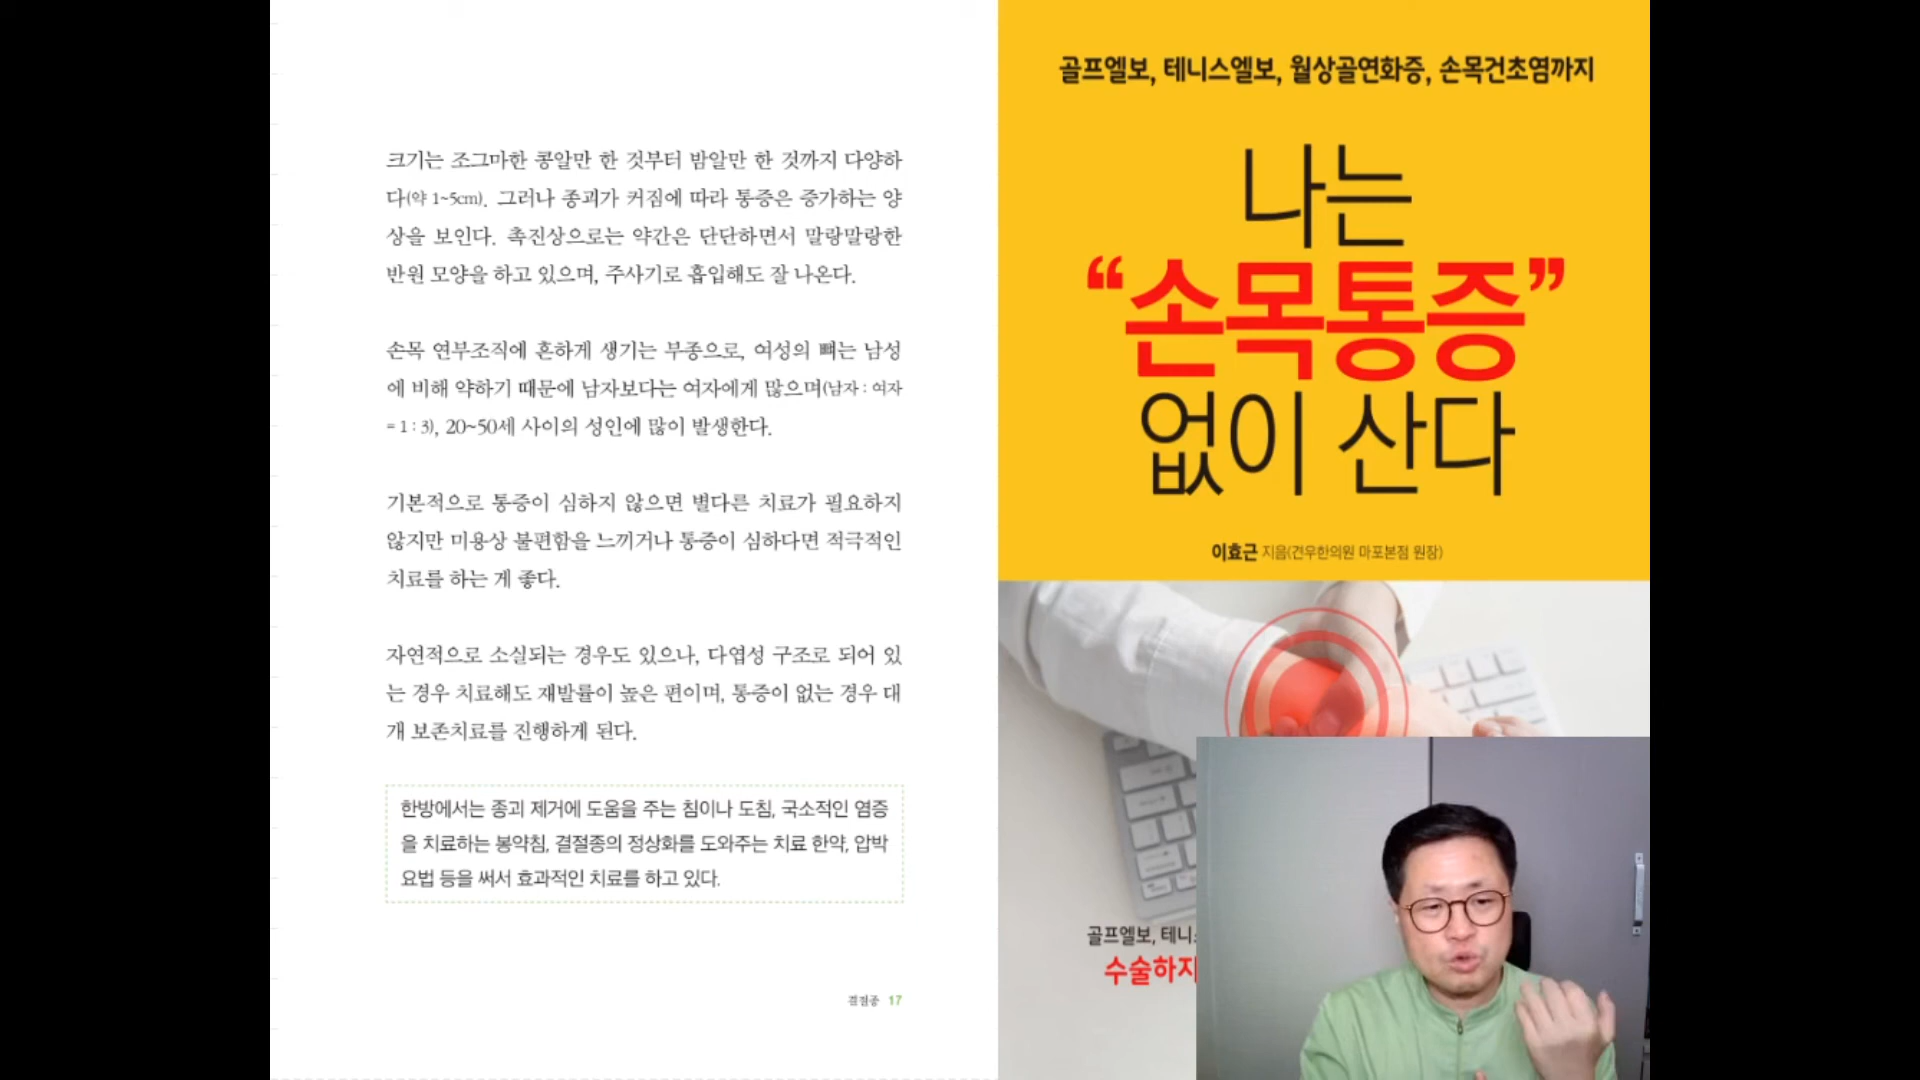 크기는 조그마한 콩알만 한 것부터 밤알만 한 것까지 다양하
다(약 1~5cm). 그러나 종괴가 커짐에 따라 통증은 증가하는 양
상을 보인다. 촉진상으로는 약간은 단단하면서 말랑말랑한
반원 모양을 하고 있으며, 주사기로 흡입해도 잘 나온다.
손목 연부조직에 흔하게 생기는 부종으로, 여성의 뼈는 남성
에 비해 약하기 때문에 남자보다는 여자에게 많으며(남자 : 여자
= 1 : 3), 20~50세 사이의 성인에 많이 발생한다.
기본적으로 통증이 심하지 않으면 별다른 치료가 필요하지
않지만 미용상 불편함을 느끼거나 통증이 심하다면 적극적인
치료를 하는 게 좋다.
자연적으로 소실되는 경우도 있으나, 다엽성 구조로 되어 있
는 경우 치료해도 재발률이 높은 편이며, 통증이 없는 경우 대
개 보존치료를 진행하게 된다.
한방에서는 종괴 제거에 도움을 주는 침이나 도침, 국소적인 염증
을 치료하는 봉약침, 결절종의 정상화를 도와주는 치료 한약, 압박
요법 등을 써서 효과적인 치료를 하고 있다.
결절종 17
골프엘보, 테니스엘보, 월상골연화증, 손목건초염까지
나는
“손목통증”
없이 산다
이효근 지음(견우한의원 마포본점 원장)
골프엘보, 테니
수술하지